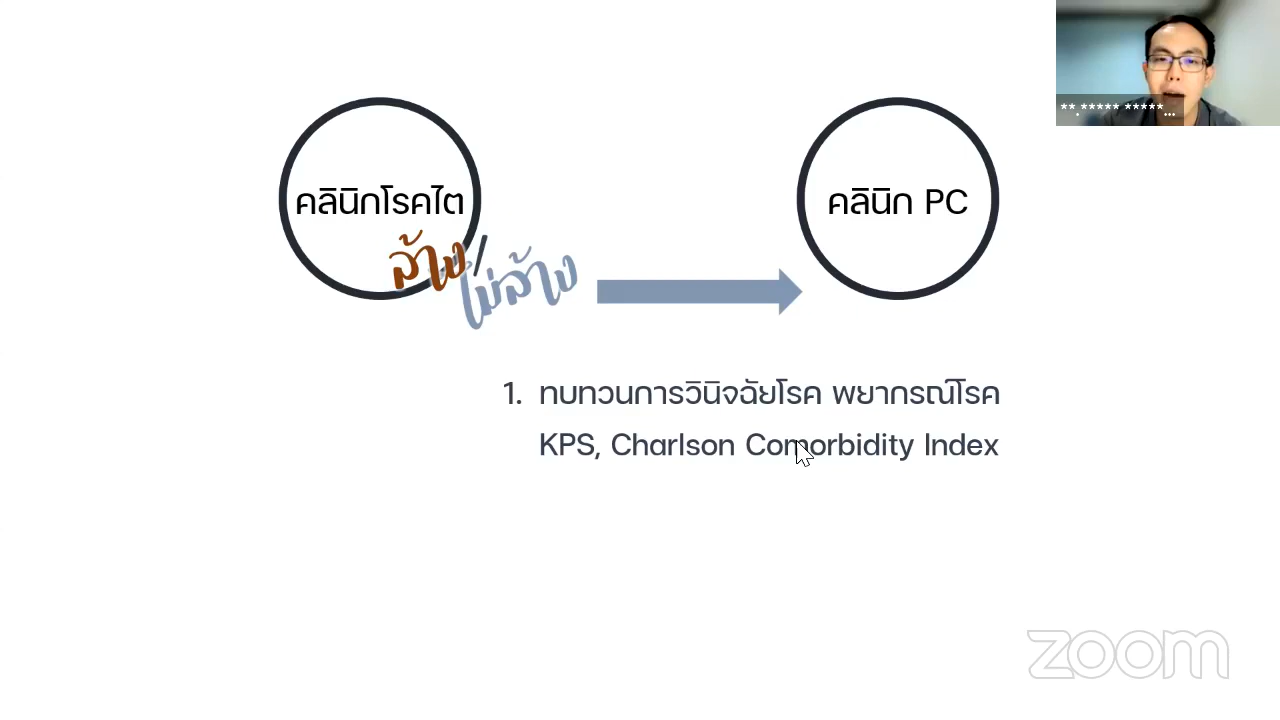 **.***** *****...
คลินิกโรคไต
คลินิก PC
ล้าง/
ไม่ล้าง
1. ทบทวนการวินิจฉัยโรค พยากรณ์โรค
KPS, Charlson Comorbidity Index
zoom